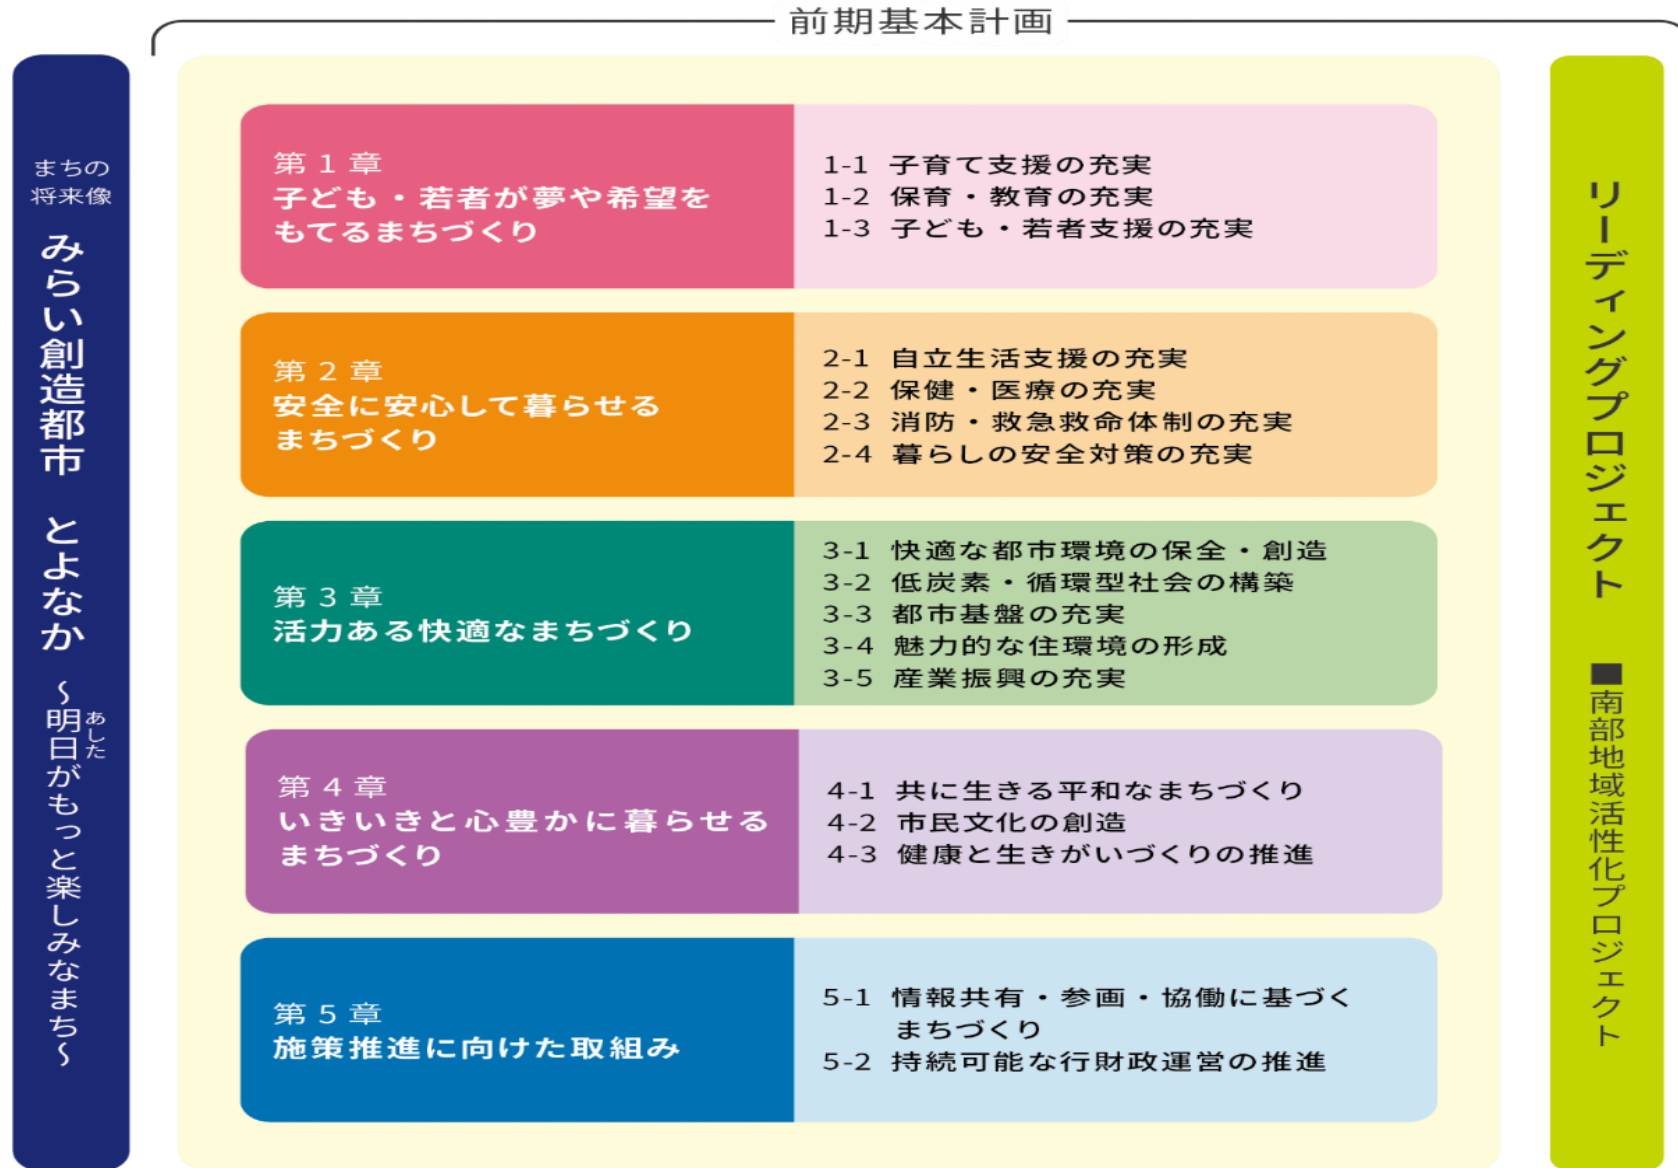 前期基本計画
まちの
将来像
みらい創造都市 とよなか
～明日がもっと楽しみなまち～
あした
第1章
子ども・若者が夢や希望を
もてるまちづくり
1-1 子育て支援の充実
1-2 保育・教育の充実
1-3 子ども・若者支援の充実
第2章
安全に安心して暮らせる
まちづくり
2-1 自立生活支援の充実
2-2 保健・医療の充実
2-3 消防・救急救命体制の充実
2-4 暮らしの安全対策の充実
第3章
活力ある快適なまちづくり
3-1 快適な都市環境の保全・創造
3-2 低炭素・循環型社会の構築
3-3 都市基盤の充実
3-4 魅力的な住環境の形成
3-5 産業振興の充実
第4章
いきいきと心豊かに暮らせる
まちづくり
4-1 共に生きる平和なまちづくり
4-2 市民文化の創造
4-3 健康と生きがいづくりの推進
第5章
施策推進に向けた取組み
5-1 情報共有・参画・協働に基づく
まちづくり
5-2 持続可能な行財政運営の推進
リーディングプロジェクト ■南部地域活性化プロジェクト